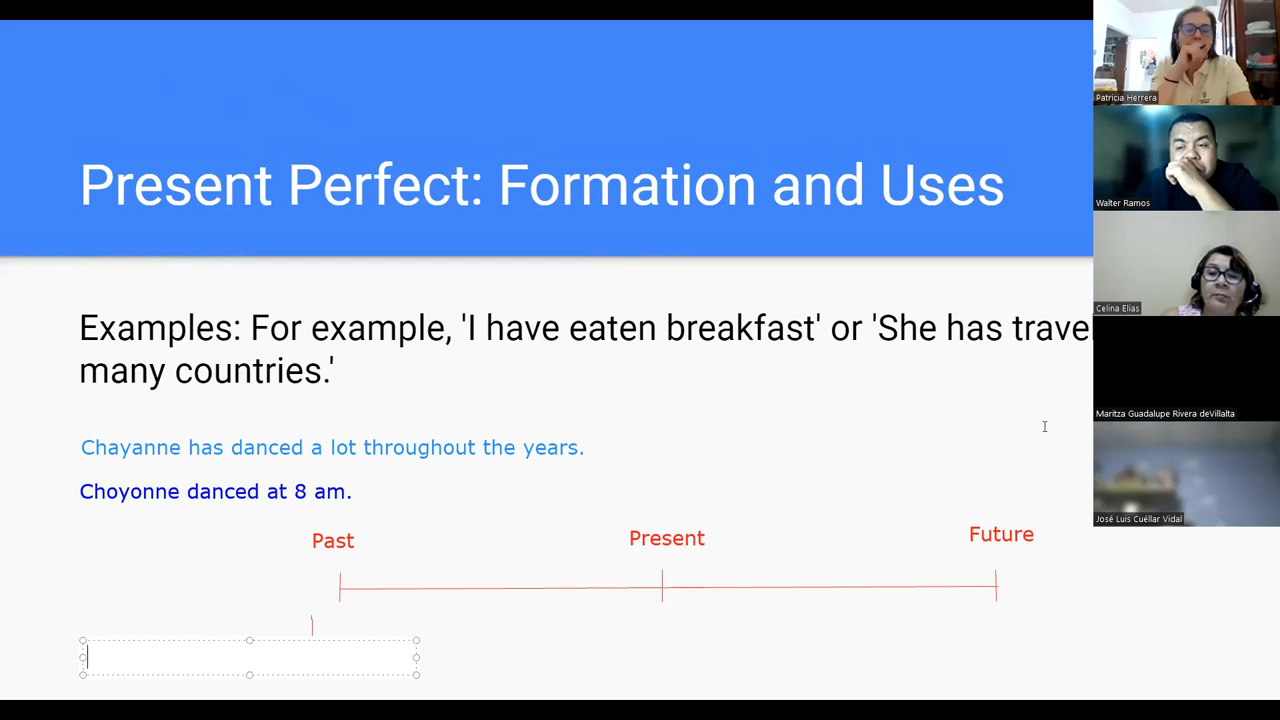 Present Perfect: Formation and Uses
Examples: For example, 'I have eaten breakfast' or 'She has trave
many countries.'
Chayanne has danced a lot throughout the years.
Choyonne danced at 8 am.
Past
Present
Future
Patricia Herrera
Walter Ramos
Celina Elias
Maritza Guadalupe Rivera deVillalta
José Luis Cuéllar Vidal